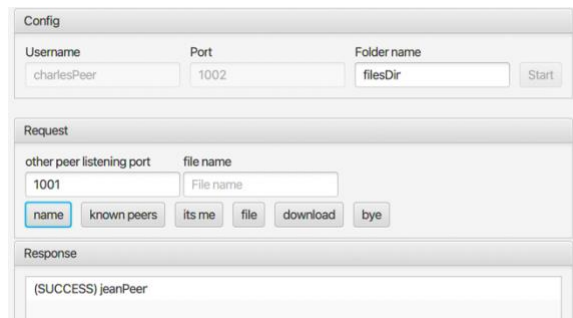 Config
Username Port Folder name
charlesPeer 1002 filesDir Start
Request
other peer listening port file name
1001 File name
name known peers its me file download bye
Response
(SUCCESS) jeanPeer